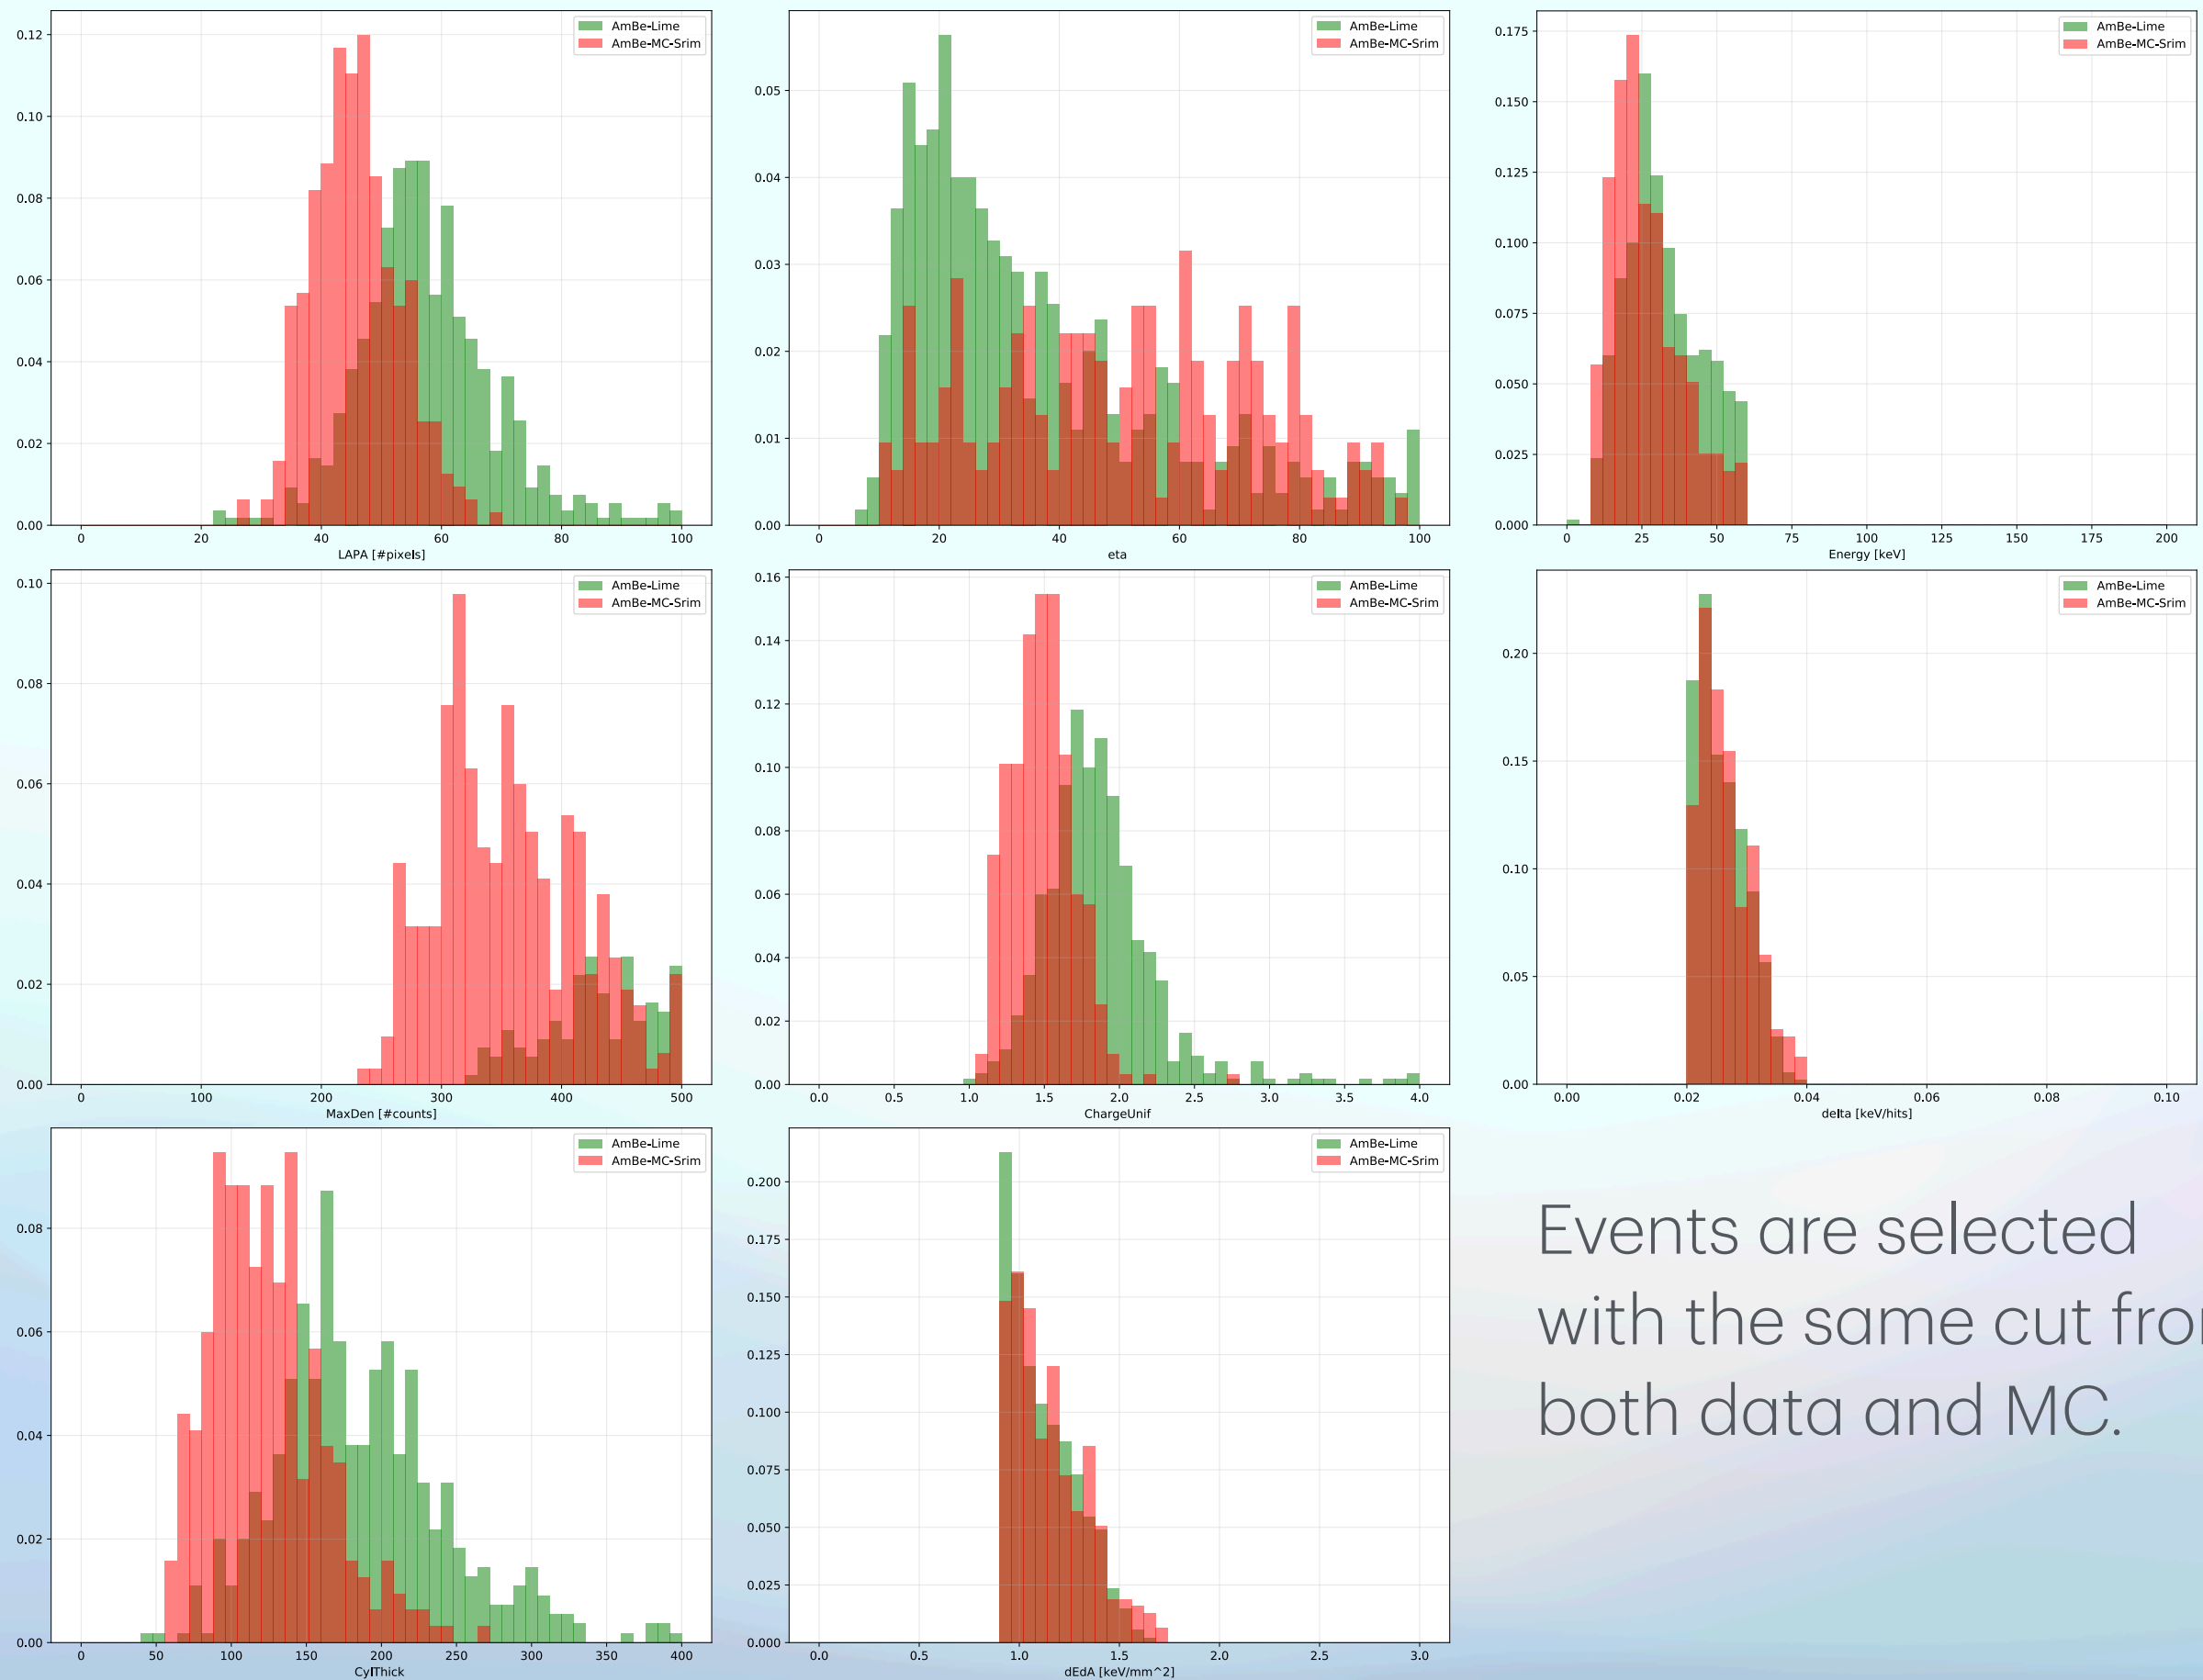 AmBe-Lime
AmBe-MC-Srim
0.12
0.10
0.08
0.06
0.04
0.02
0.00
0 20 40 60 80 100
LAPA [#pixels]
AmBe-Lime
AmBe-MC-Srim
0.05
0.04
0.03
0.02
0.01
0.00
0 20 40 60 80 100
eta
AmBe-Lime
AmBe-MC-Srim
0.175
0.150
0.125
0.100
0.075
0.050
0.025
0.000
0 25 50 75 100 125 150 175 200
Energy [keV]
AmBe-Lime
AmBe-MC-Srim
0.10
0.08
0.06
0.04
0.02
0.00
0 100 200 300 400 500
MaxDen [#counts]
AmBe-Lime
AmBe-MC-Srim
0.16
0.14
0.12
0.10
0.08
0.06
0.04
0.02
0.00
0.0 0.5 1.0 1.5 2.0 2.5 3.0 3.5 4.0
ChargeUnif
AmBe-Lime
AmBe-MC-Srim
0.20
0.15
0.10
0.05
0.00
0.00 0.02 0.04 0.06 0.08 0.10
delta [keV/hits]
AmBe-Lime
AmBe-MC-Srim
0.08
0.06
0.04
0.02
0.00
0 50 100 150 200 250 300 350 400
CylThick
AmBe-Lime
AmBe-MC-Srim
0.200
0.175
0.150
0.125
0.100
0.075
0.050
0.025
0.000
0.0 0.5 1.0 1.5 2.0 2.5 3.0
dEdA [keV/mm^2]
Events are selected
with the same cut fro
both data and MC.